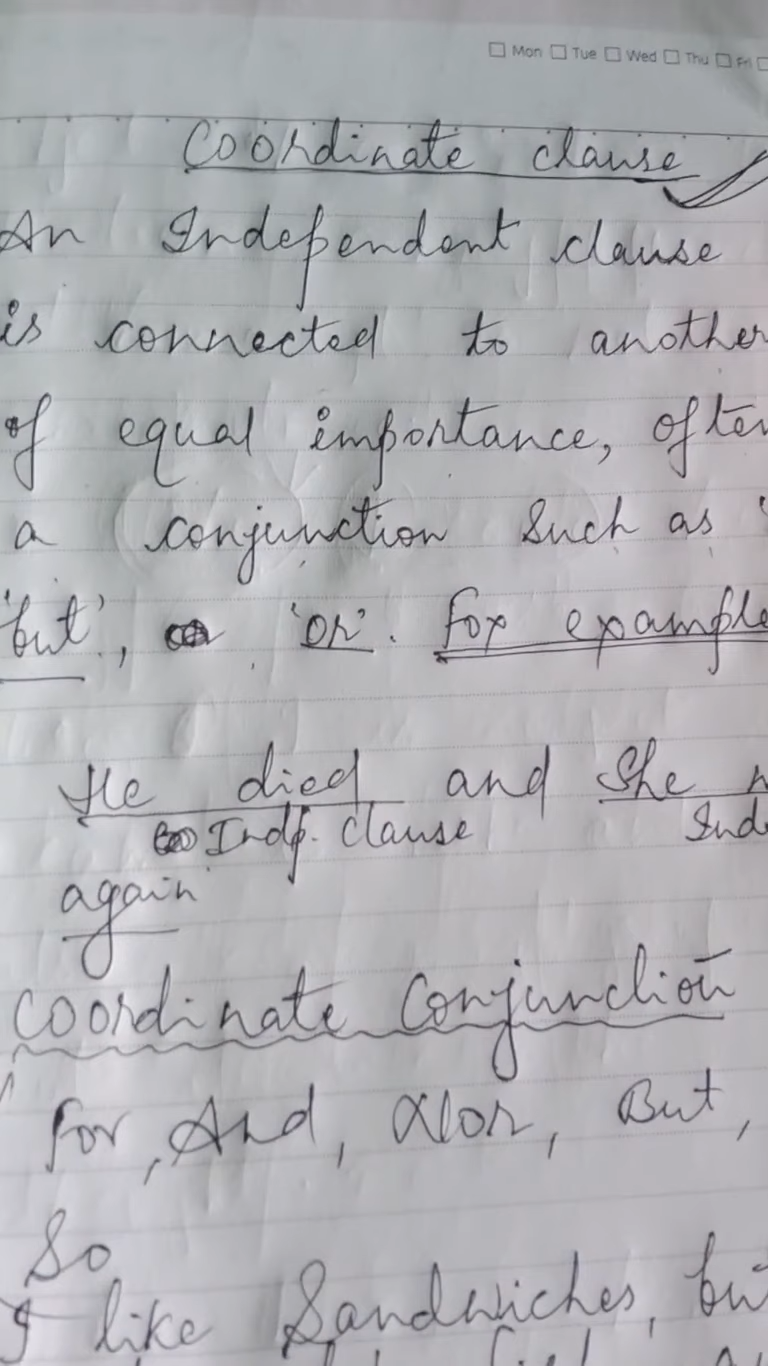 Mon Tue Wed Thu Fri
Coordinate clause
An Independent clause
is connected to another
of equal importance, often
a conjunction such as '
'but', 'or'. For example
He died and she
Indp. clause Ind
again
Coordinate Conjunction
For, And, Nor, But,
So
I like Sandwiches, but